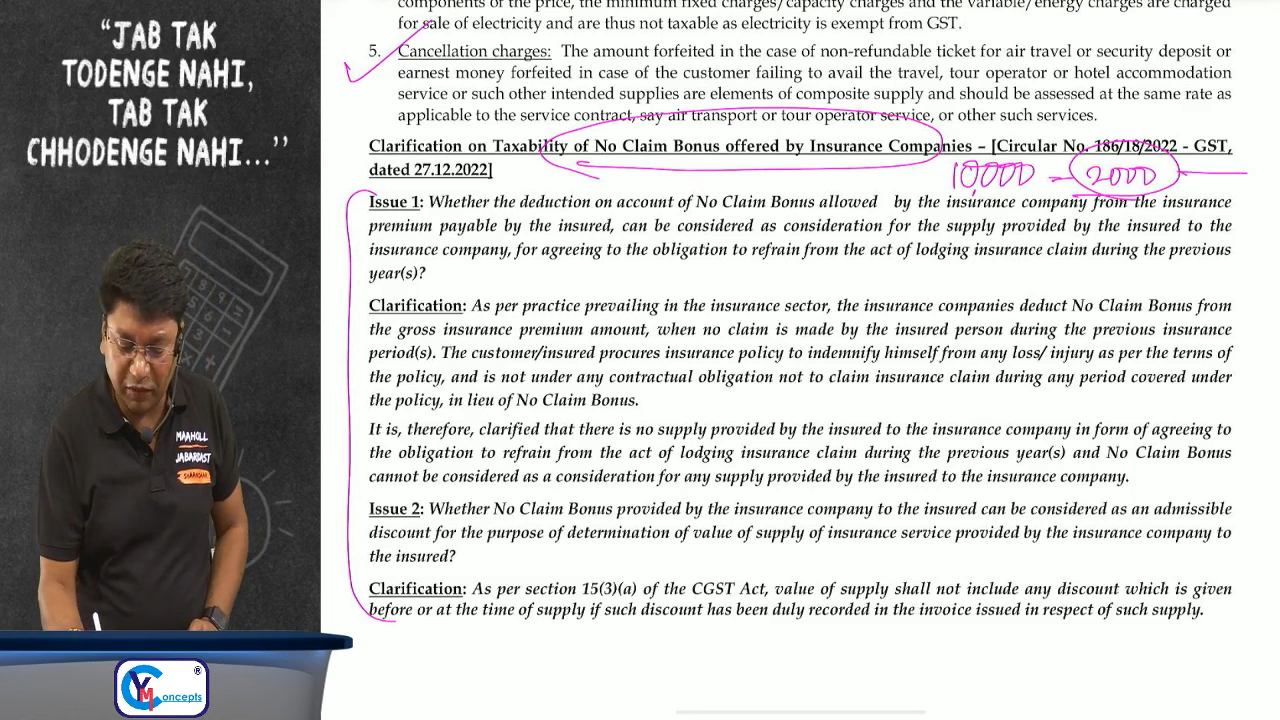 “JAB TAK
TODENGE NAHI,
TAB TAK
CHHODENGE NAHI...’’
MAAHOLL
JABARDAST
SHAANDAAR
VMI
Concepts
®
components of the price, the minimum fixed charges/capacity charges and the variable/energy charges are charged
for sale of electricity and are thus not taxable as electricity is exempt from GST.
5. Cancellation charges: The amount forfeited in the case of non-refundable ticket for air travel or security deposit or
earnest money forfeited in case of the customer failing to avail the travel, tour operator or hotel accommodation
service or such other intended supplies are elements of composite supply and should be assessed at the same rate as
applicable to the service contract, say air transport or tour operator service, or other such services.
Clarification on Taxability of No Claim Bonus offered by Insurance Companies – [Circular No. 186/18/2022 - GST,
dated 27.12.2022]
10,000 - 2000
Issue 1: Whether the deduction on account of No Claim Bonus allowed by the insurance company from the insurance
premium payable by the insured, can be considered as consideration for the supply provided by the insured to the
insurance company, for agreeing to the obligation to refrain from the act of lodging insurance claim during the previous
year(s)?
Clarification: As per practice prevailing in the insurance sector, the insurance companies deduct No Claim Bonus from
the gross insurance premium amount, when no claim is made by the insured person during the previous insurance
period(s). The customer/insured procures insurance policy to indemnify himself from any loss/ injury as per the terms of
the policy, and is not under any contractual obligation not to claim insurance claim during any period covered under
the policy, in lieu of No Claim Bonus.
It is, therefore, clarified that there is no supply provided by the insured to the insurance company in form of agreeing to
the obligation to refrain from the act of lodging insurance claim during the previous year(s) and No Claim Bonus
cannot be considered as a consideration for any supply provided by the insured to the insurance company.
Issue 2: Whether No Claim Bonus provided by the insurance company to the insured can be considered as an admissible
discount for the purpose of determination of value of supply of insurance service provided by the insurance company to
the insured?
Clarification: As per section 15(3)(a) of the CGST Act, value of supply shall not include any discount which is given
before or at the time of supply if such discount has been duly recorded in the invoice issued in respect of such supply.